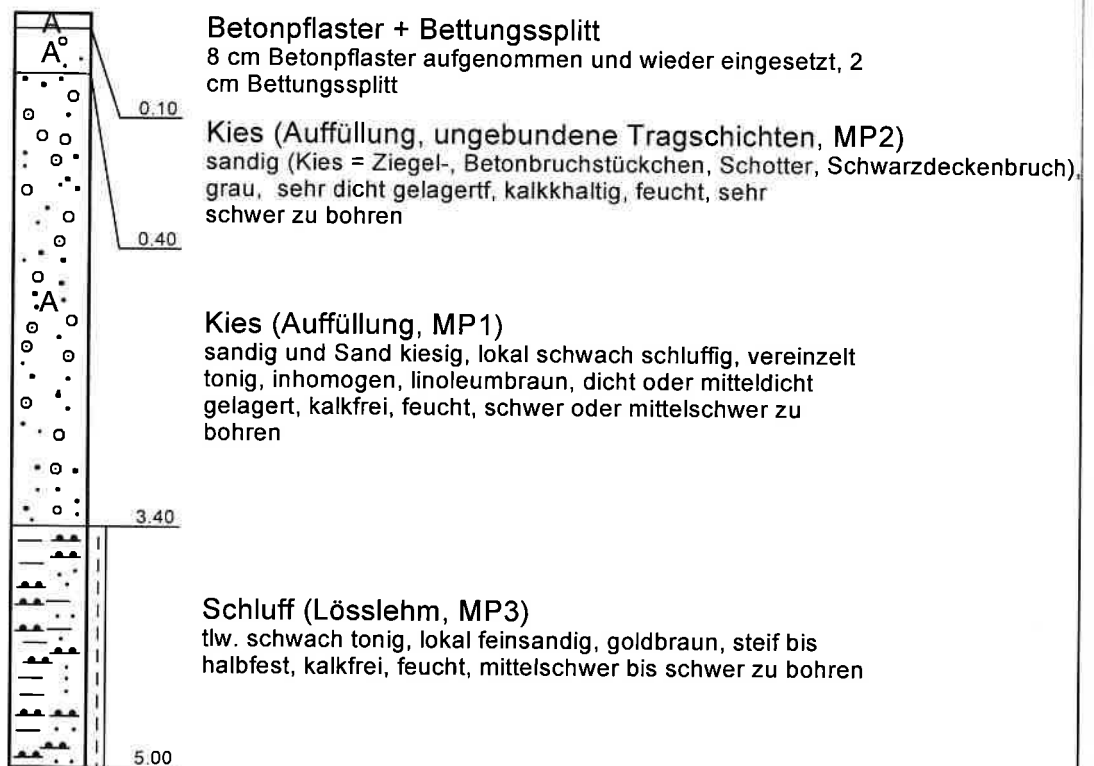 A
A
Betonpflaster + Bettungssplitt
8 cm Betonpflaster aufgenommen und wieder eingesetzt, 2
cm Bettungssplitt
0.10
Kies (Auffüllung, ungebundene Tragschichten, MP2)
sandig (Kies = Ziegel-, Betonbruchstückchen, Schotter, Schwarzdeckenbruch),
grau, sehr dicht gelagertf, kalkkhaltig, feucht, sehr
schwer zu bohren
0.40
A
Kies (Auffüllung, MP1)
sandig und Sand kiesig, lokal schwach schluffig, vereinzelt
tonig, inhomogen, linoleumbraun, dicht oder mitteldicht
gelagert, kalkfrei, feucht, schwer oder mittelschwer zu
bohren
3.40
Schluff (Lösslehm, MP3)
tlw. schwach tonig, lokal feinsandig, goldbraun, steif bis
halbfest, kalkfrei, feucht, mittelschwer bis schwer zu bohren
5.00